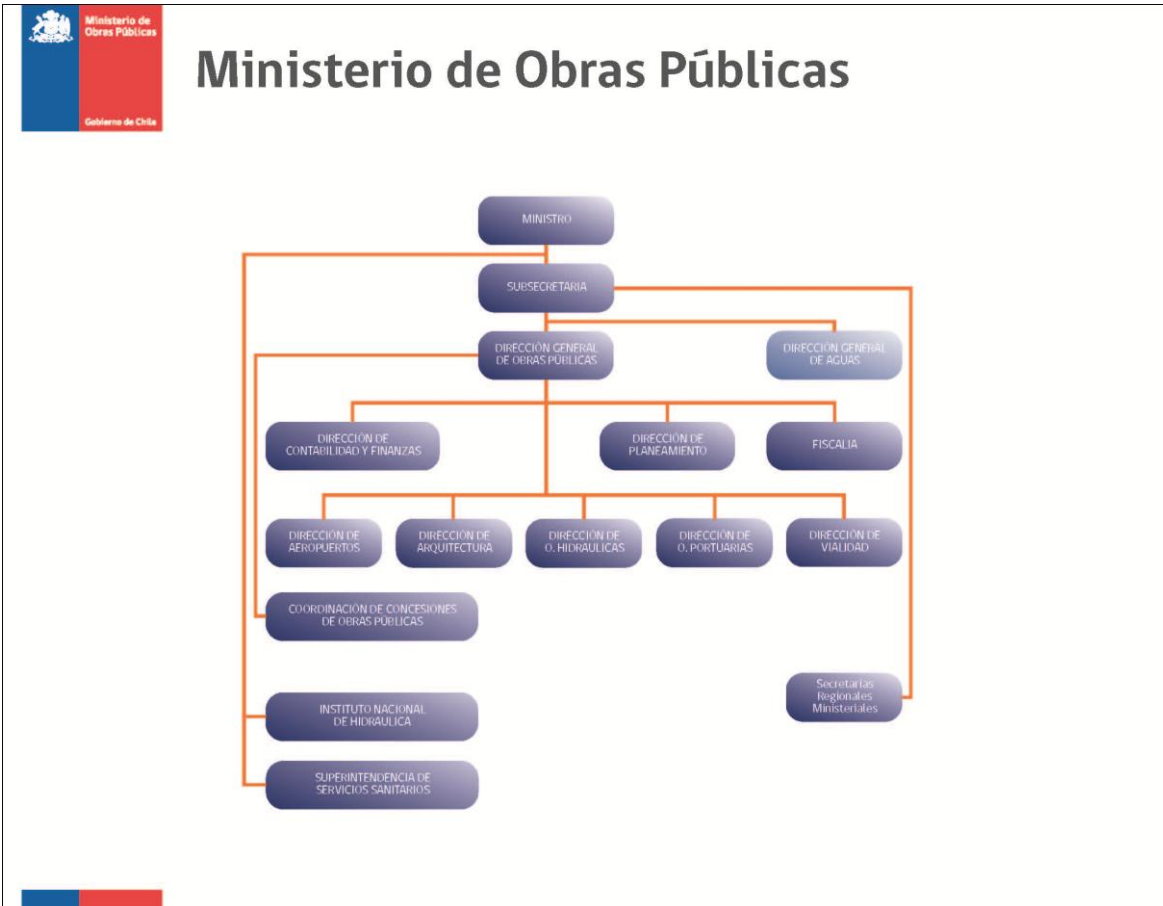 Ministerio de
Obras Públicas
Gobierno de Chile
Ministerio de Obras Públicas
MINISTRO
SUBSECRETARIA
DIRECCIÓN GENERAL
DE OBRAS PÚBLICAS
DIRECCIÓN GENERAL
DE AGUAS
DIRECCIÓN DE
CONTABILIDAD Y FINANZAS
DIRECCIÓN DE
PLANEAMIENTO
FISCALIA
DIRECCIÓN DE
AEROPUERTOS
DIRECCIÓN DE
ARQUITECTURA
DIRECCIÓN DE
O. HIDRAULICAS
DIRECCIÓN DE
O. PORTUARIAS
DIRECCIÓN DE
VIALIDAD
COORDINACIÓN DE CONCESIONES
DE OBRAS PÚBLICAS
Secretarias
Regionales
Ministeriales
INSTITUTO NACIONAL
DE HIDRAULICA
SUPERINTENDENCIA DE
SERVICIOS SANITARIOS